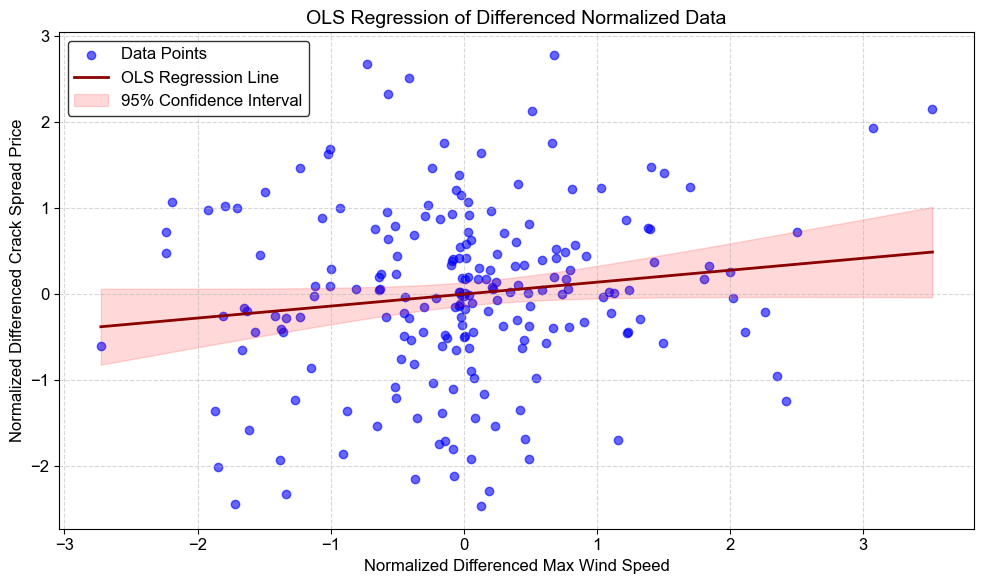 OLS Regression of Differenced Normalized Data
Data Points
OLS Regression Line
95% Confidence Interval
Normalized Differenced Crack Spread Price
3
2
1
0
−1
−2
−3
−2
−1
0
1
2
3
Normalized Differenced Max Wind Speed